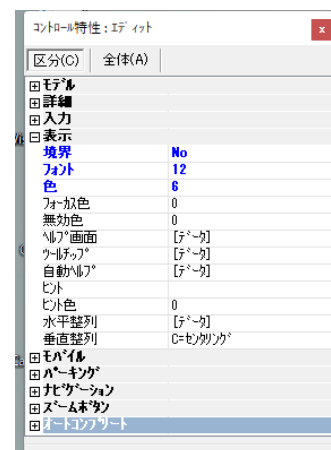 コントロール特性：エディット
x
区分(C) 全体(A)
モデル
詳細
入力
表示
境界 No
フォント 12
色 6
フォーカス色 0
無効色 0
ヘルプ画面 [データ]
ツールチップ [データ]
自動ヘルプ [データ]
ヒント
ヒント色 0
水平整列 [データ]
垂直整列 C=センタリング
モバイル
パーキング
ナビゲーション
ズームボタン
オートコンプリート